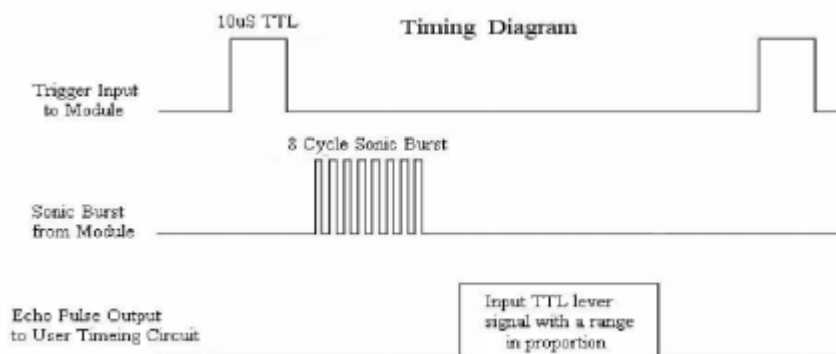 10uS TTL
Timing Diagram
Trigger Input
to Module
8 Cycle Sonic Burst
Sonic Burst
from Module
Echo Pulse Output
to User Timeing Circuit
Input TTL lever
signal with a range
in proportion